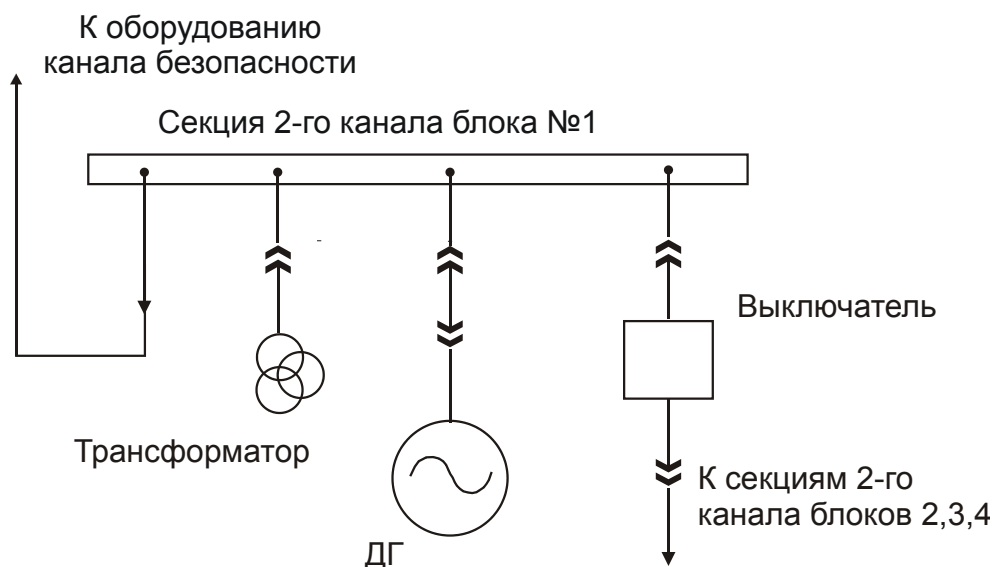 К оборудованию
канала безопасности
Секция 2-го канала блока №1
Выключатель
Трансформатор
К секциям 2-го
канала блоков 2,3,4
ДГ